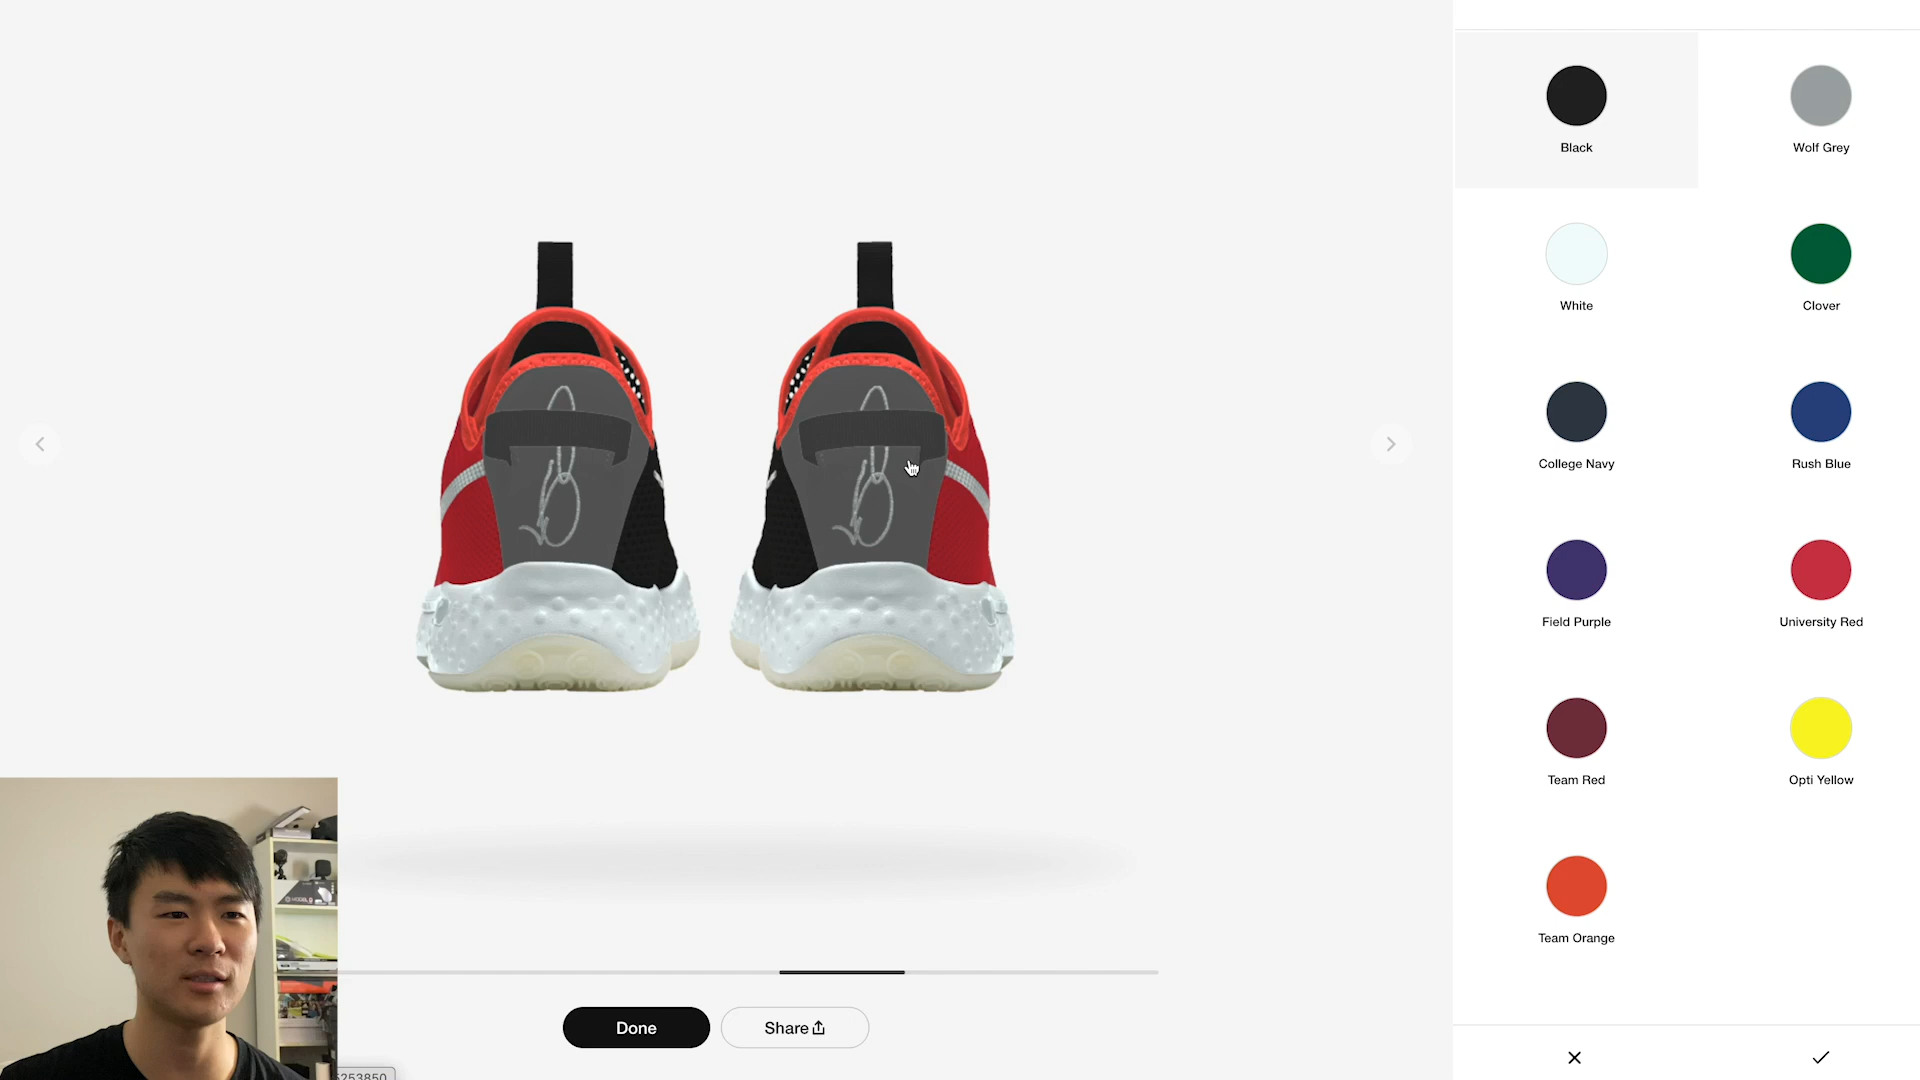 Black
Wolf Grey
White
Clover
College Navy
Rush Blue
Field Purple
University Red
Team Red
Opti Yellow
Team Orange
Done
Share